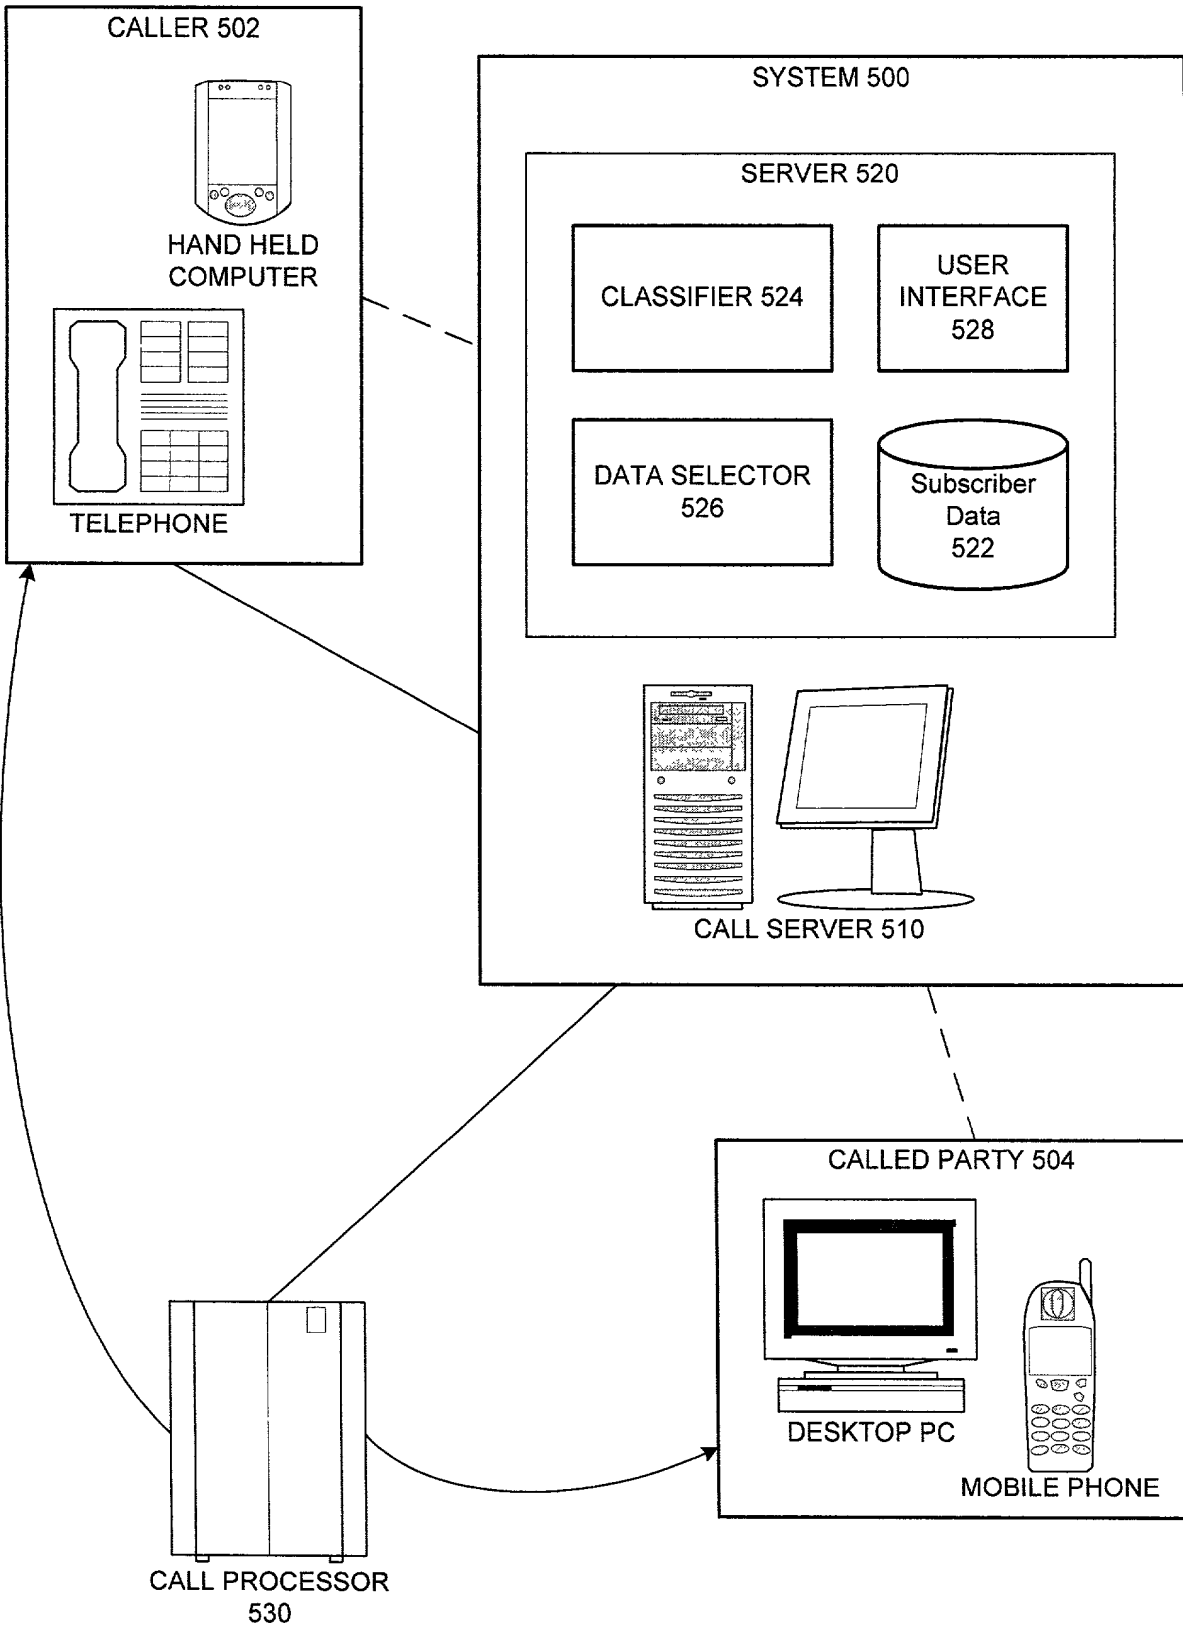 CALLER 502
HAND HELD
COMPUTER
TELEPHONE
SYSTEM 500
SERVER 520
CLASSIFIER 524
USER
INTERFACE
528
DATA SELECTOR
526
Subscriber
Data
522
CALL SERVER 510
CALLED PARTY 504
DESKTOP PC
MOBILE PHONE
CALL PROCESSOR
530